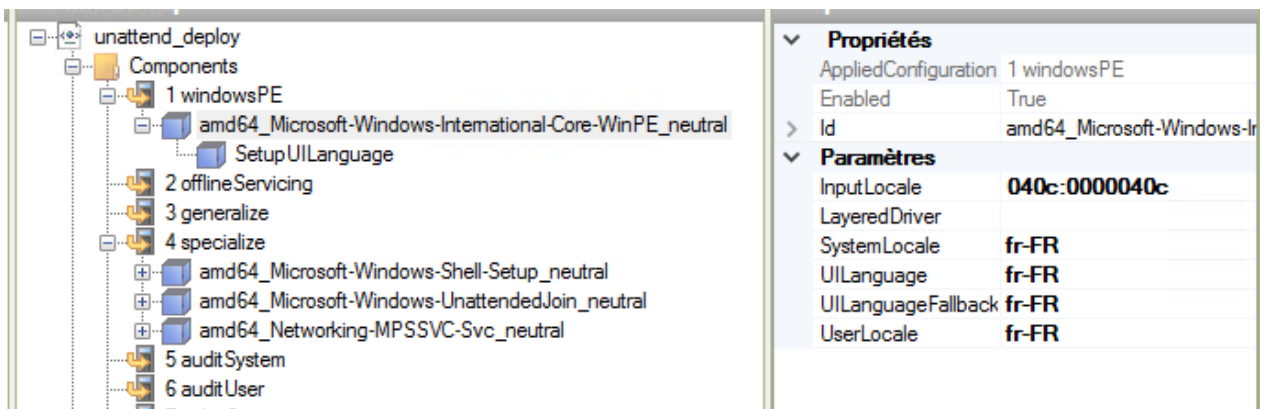 unattend_deploy
Components
1 windowsPE
amd64_Microsoft-Windows-International-Core-WinPE_neutral
SetupUILanguage
2 offlineServicing
3 generalize
4 specialize
amd64_Microsoft-Windows-Shell-Setup_neutral
amd64_Microsoft-Windows-UnattendedJoin_neutral
amd64_Networking-MPSSVC-Svc_neutral
5 auditSystem
6 auditUser
Propriétés
AppliedConfiguration 1 windowsPE
Enabled True
Id amd64_Microsoft-Windows-Ir
Paramètres
InputLocale 040c:0000040c
LayeredDriver
SystemLocale fr-FR
UILanguage fr-FR
UILanguageFallback fr-FR
UserLocale fr-FR